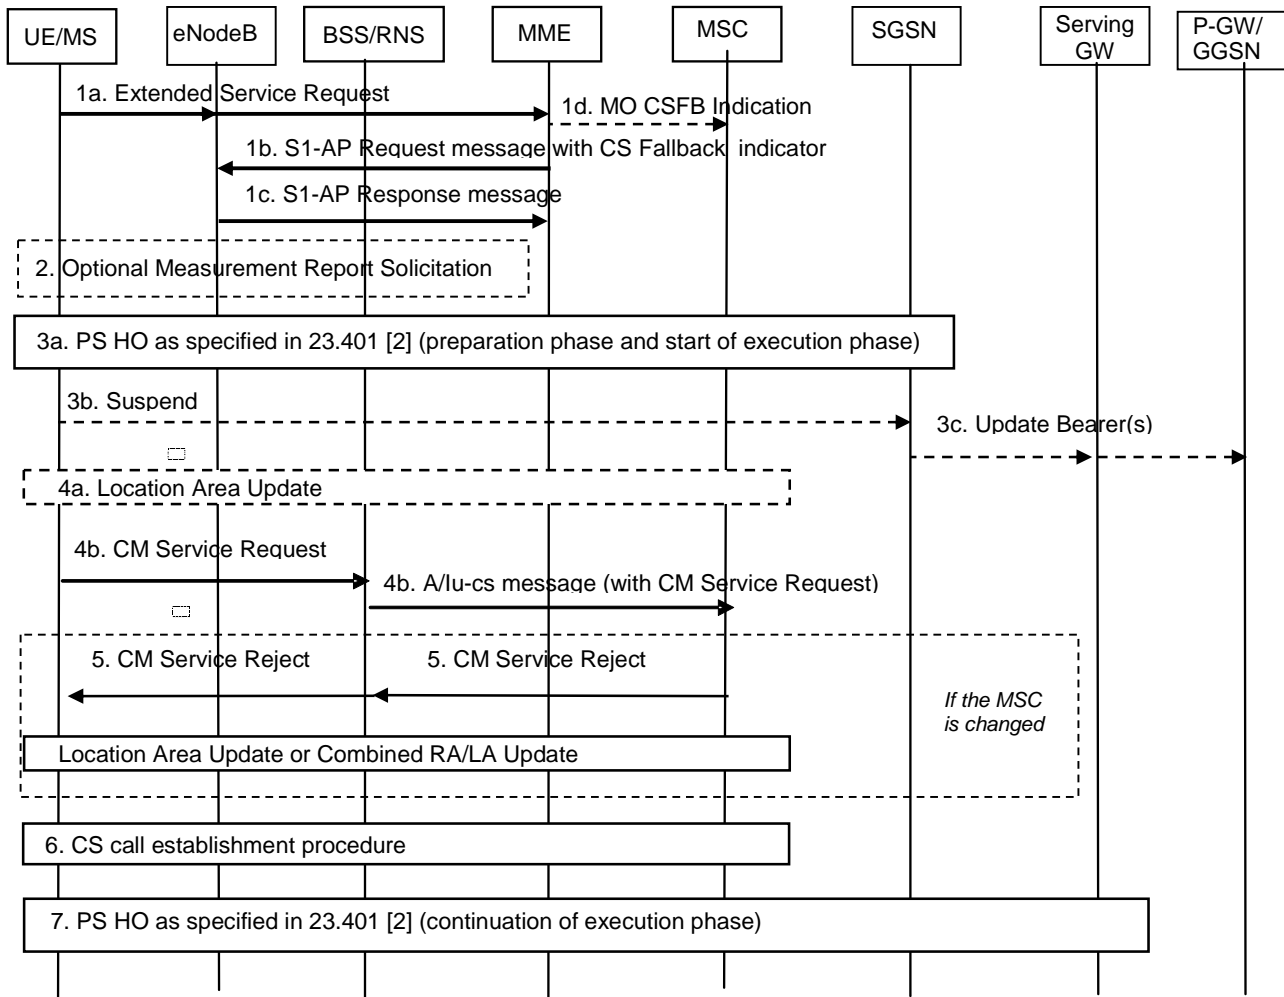 UE/MS
eNodeB
BSS/RNS
MME
MSC
SGSN
Serving
GW
P-GW/
GGSN
1a. Extended Service Request
1d. MO CSFB Indication
1b. S1-AP Request message with CS Fallback indicator
1c. S1-AP Response message
2. Optional Measurement Report Solicitation
3a. PS HO as specified in 23.401 [2] (preparation phase and start of execution phase)
3b. Suspend
3c. Update Bearer(s)
4a. Location Area Update
4b. CM Service Request
4b. A/Iu-cs message (with CM Service Request)
5. CM Service Reject
5. CM Service Reject
If the MSC
is changed
Location Area Update or Combined RA/LA Update
6. CS call establishment procedure
7. PS HO as specified in 23.401 [2] (continuation of execution phase)